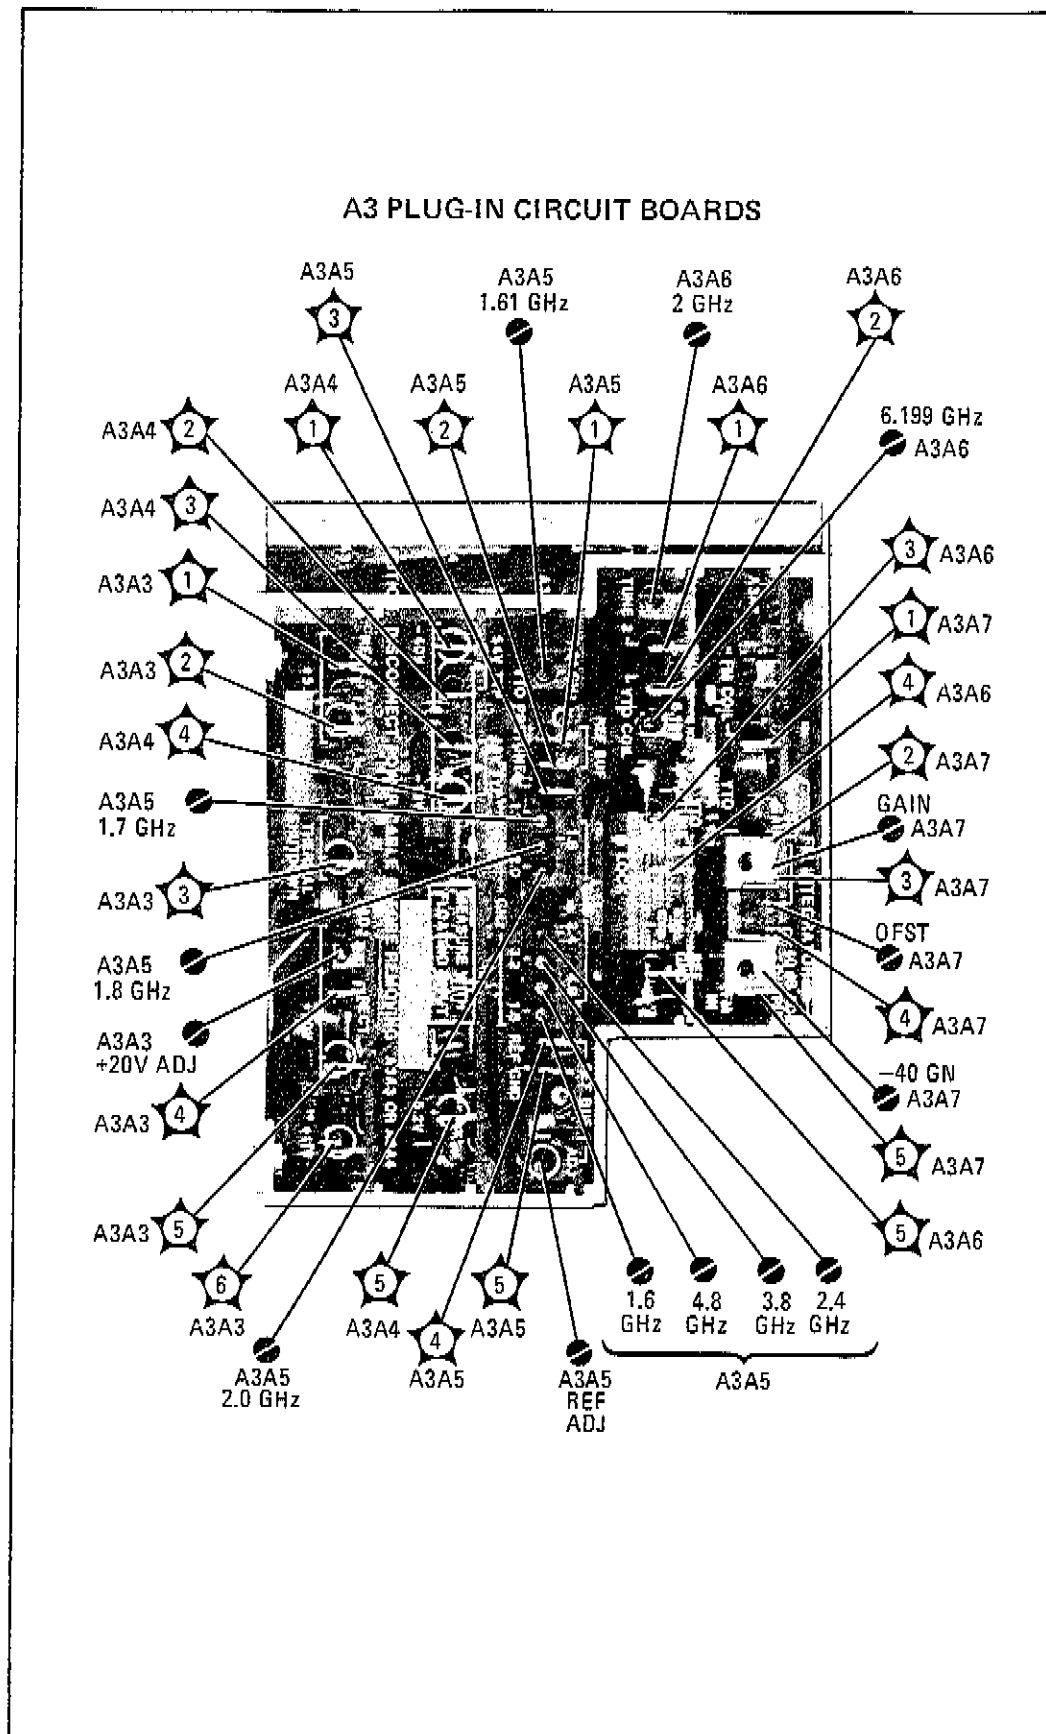 A3 PLUG-IN CIRCUIT BOARDS
A3A5
3
A3A5
1.61 GHz
A3A6
2 GHz
A3A6
2
A3A4
1
A3A5
2
A3A5
1
A3A6
1
6.199 GHz
A3A6
A3A4 2
A3A4 3
A3A3 1
A3A3 2
A3A4 4
A3A5
1.7 GHz
A3A3 3
A3A5
1.8 GHz
A3A3
+20V ADJ
A3A3 4
A3A3 5
6
A3A3
A3A5
2.0 GHz
5
A3A4
4
A3A5
5
A3A5
A3A5
REF
ADJ
3 A3A6
1 A3A7
4 A3A6
2 A3A7
GAIN
A3A7
3 A3A7
OFST
A3A7
4 A3A7
−40 GN
A3A7
5 A3A7
5 A3A6
1.6
GHz
4.8
GHz
3.8
GHz
2.4
GHz
A3A5